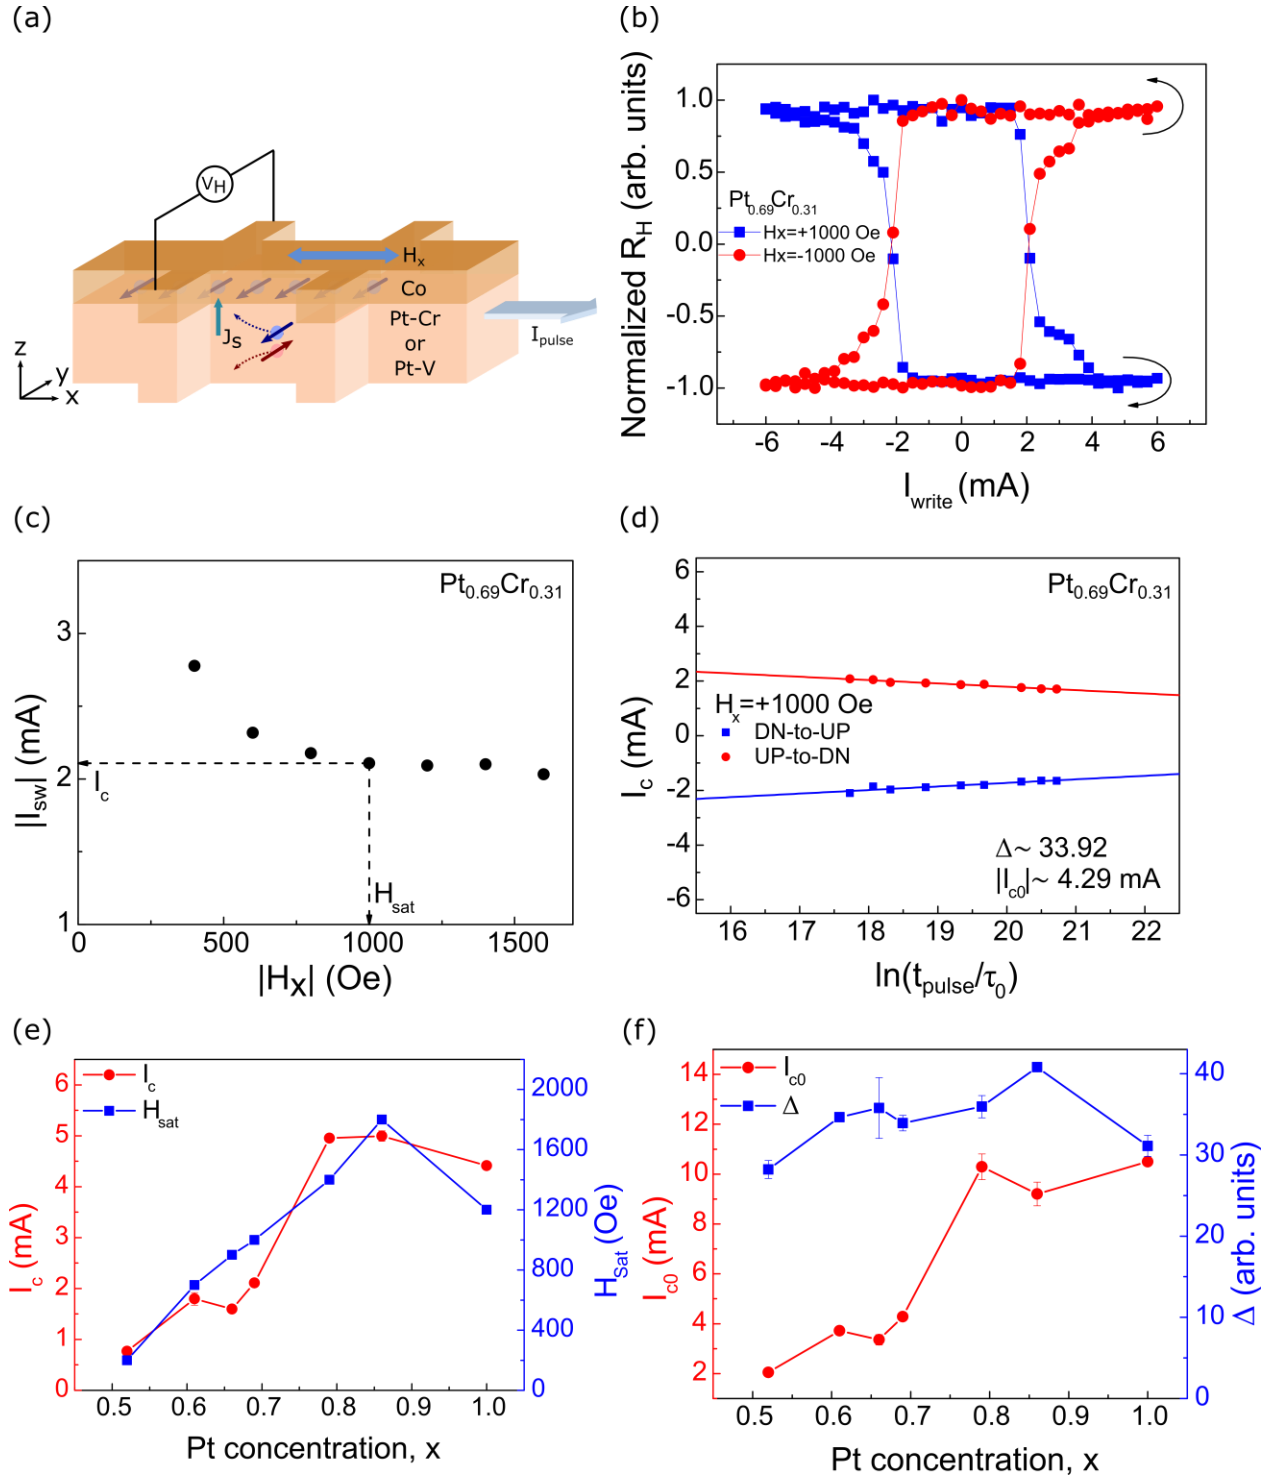 (a)
V_H
H_x
Co
J_S
Pt-Cr
or
Pt-V
I_pulse
z
y
x
(b)
Normalized R_H (arb. units)
1.0
0.5
0.0
-0.5
-1.0
Pt_0.69Cr_0.31
Hx=+1000 Oe
Hx=-1000 Oe
-6 -4 -2 0 2 4 6
I_write (mA)
(c)
|I_sw| (mA)
3
2
1
Pt_0.69Cr_0.31
I_c
H_sat
0 500 1000 1500
|H_X| (Oe)
(d)
I_c (mA)
6
4
2
0
-2
-4
-6
Pt_0.69Cr_0.31
H_x=+1000 Oe
DN-to-UP
UP-to-DN
Δ~ 33.92
|I_c0|~ 4.29 mA
16 17 18 19 20 21 22
ln(t_pulse/τ_0)
(e)
I_c (mA)
6
5
4
3
2
1
0
I_c
H_sat
2000
1600
1200
800
400
0
H_Sat (Oe)
0.5 0.6 0.7 0.8 0.9 1.0
Pt concentration, x
(f)
I_c0 (mA)
14
12
10
8
6
4
2
I_c0
Δ
40
30
20
10
0
Δ (arb. units)
0.5 0.6 0.7 0.8 0.9 1.0
Pt concentration, x